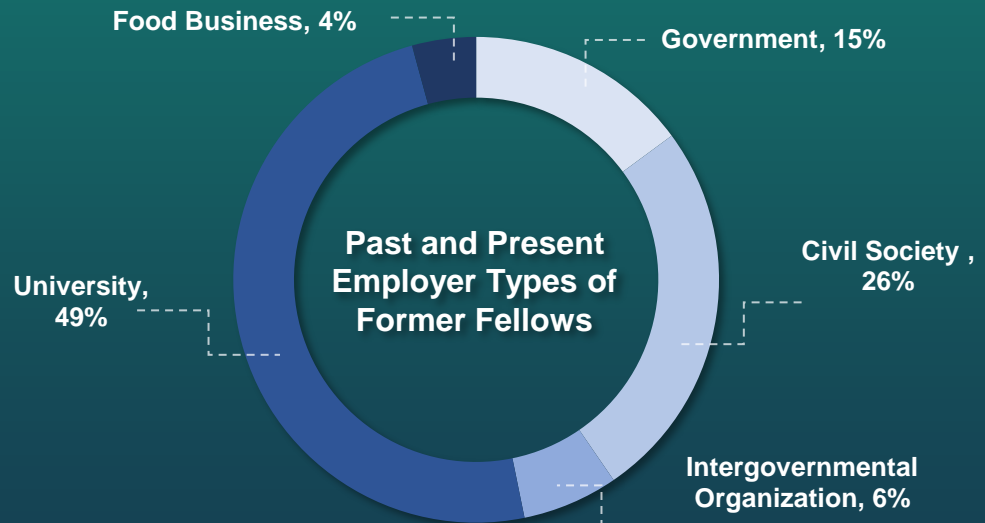 Food Business, 4%
Government, 15%
Past and Present
Employer Types of
Former Fellows
Civil Society ,
26%
University,
49%
Intergovernmental
Organization, 6%